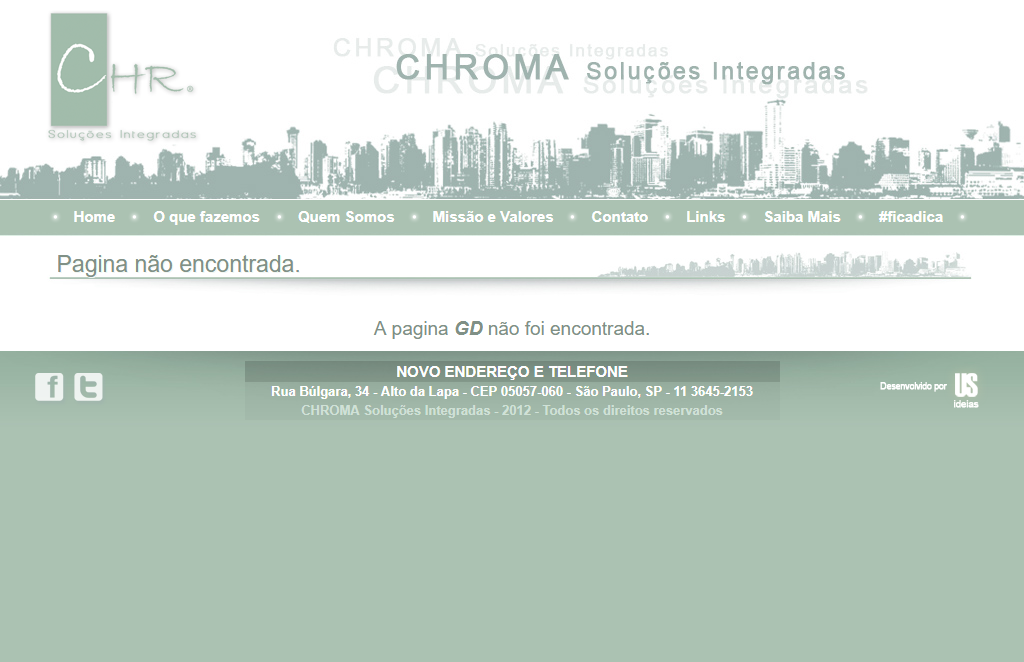 CHR®
Soluções Integradas
CHROMA Soluções Integradas
CHROMA Soluções Integradas
CHROMA Soluções Integradas
Home O que fazemos Quem Somos Missão e Valores Contato Links Saiba Mais #ficadica
Pagina não encontrada.
A pagina GD não foi encontrada.
NOVO ENDEREÇO E TELEFONE
Rua Búlgara, 34 - Alto da Lapa - CEP 05057-060 - São Paulo, SP - 11 3645-2153
CHROMA Soluções Integradas - 2012 - Todos os direitos reservados
f t
Desenvolvido por US
ideias